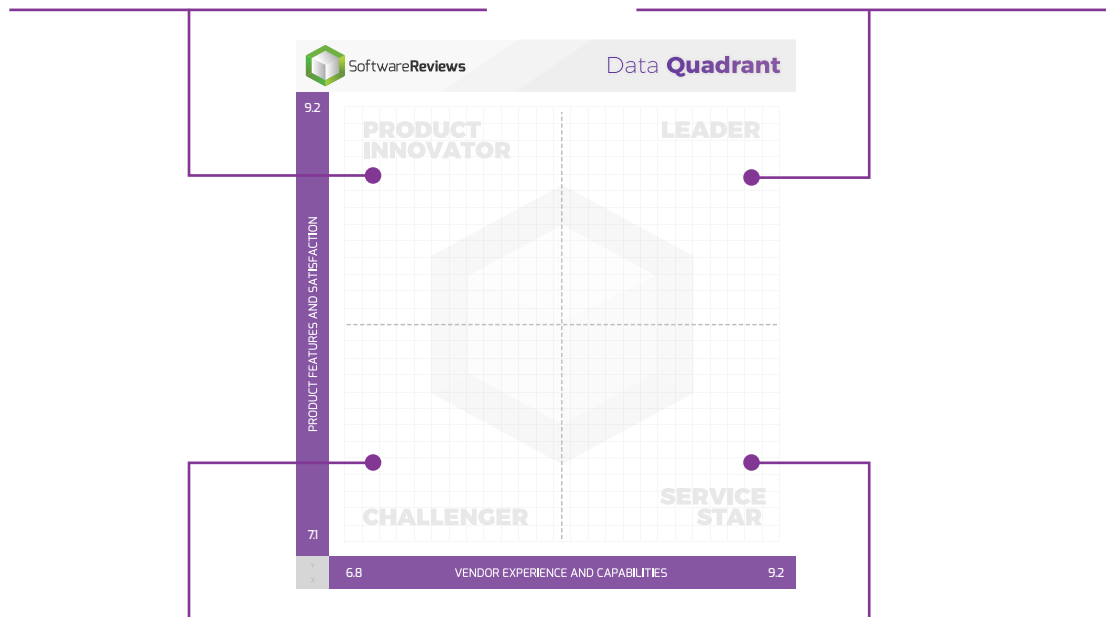 SoftwareReviews
Data Quadrant
9.2
PRODUCT
INNOVATOR
LEADER
PRODUCT FEATURES AND SATISFACTION
CHALLENGER
SERVICE
STAR
7.1
Y
X
6.8
VENDOR EXPERIENCE AND CAPABILITIES
9.2